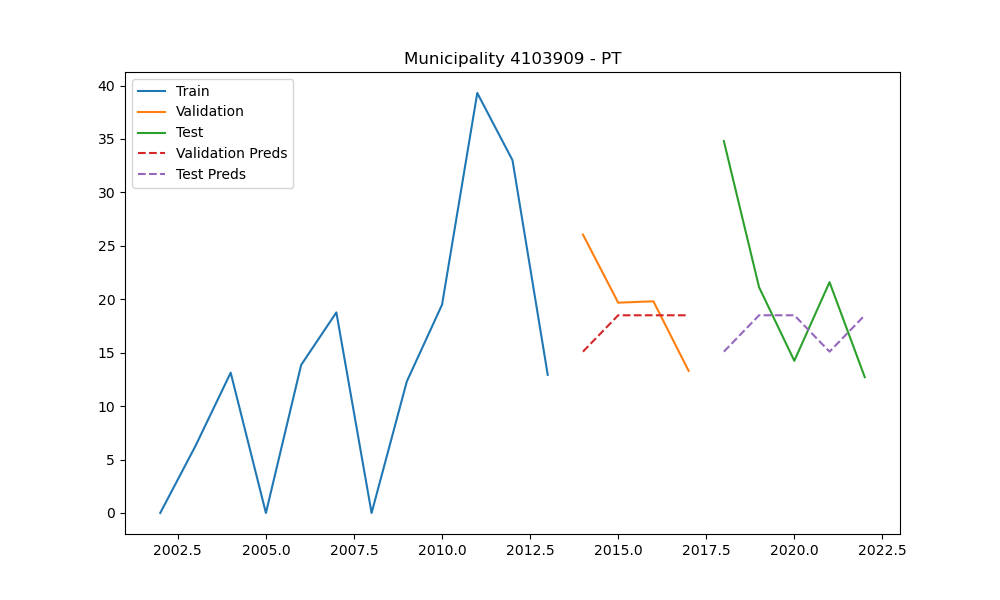 Municipality 4103909 - PT
Train
Validation
Test
Validation Preds
Test Preds
40
35
30
25
20
15
10
5
0
2002.5 2005.0 2007.5 2010.0 2012.5 2015.0 2017.5 2020.0 2022.5